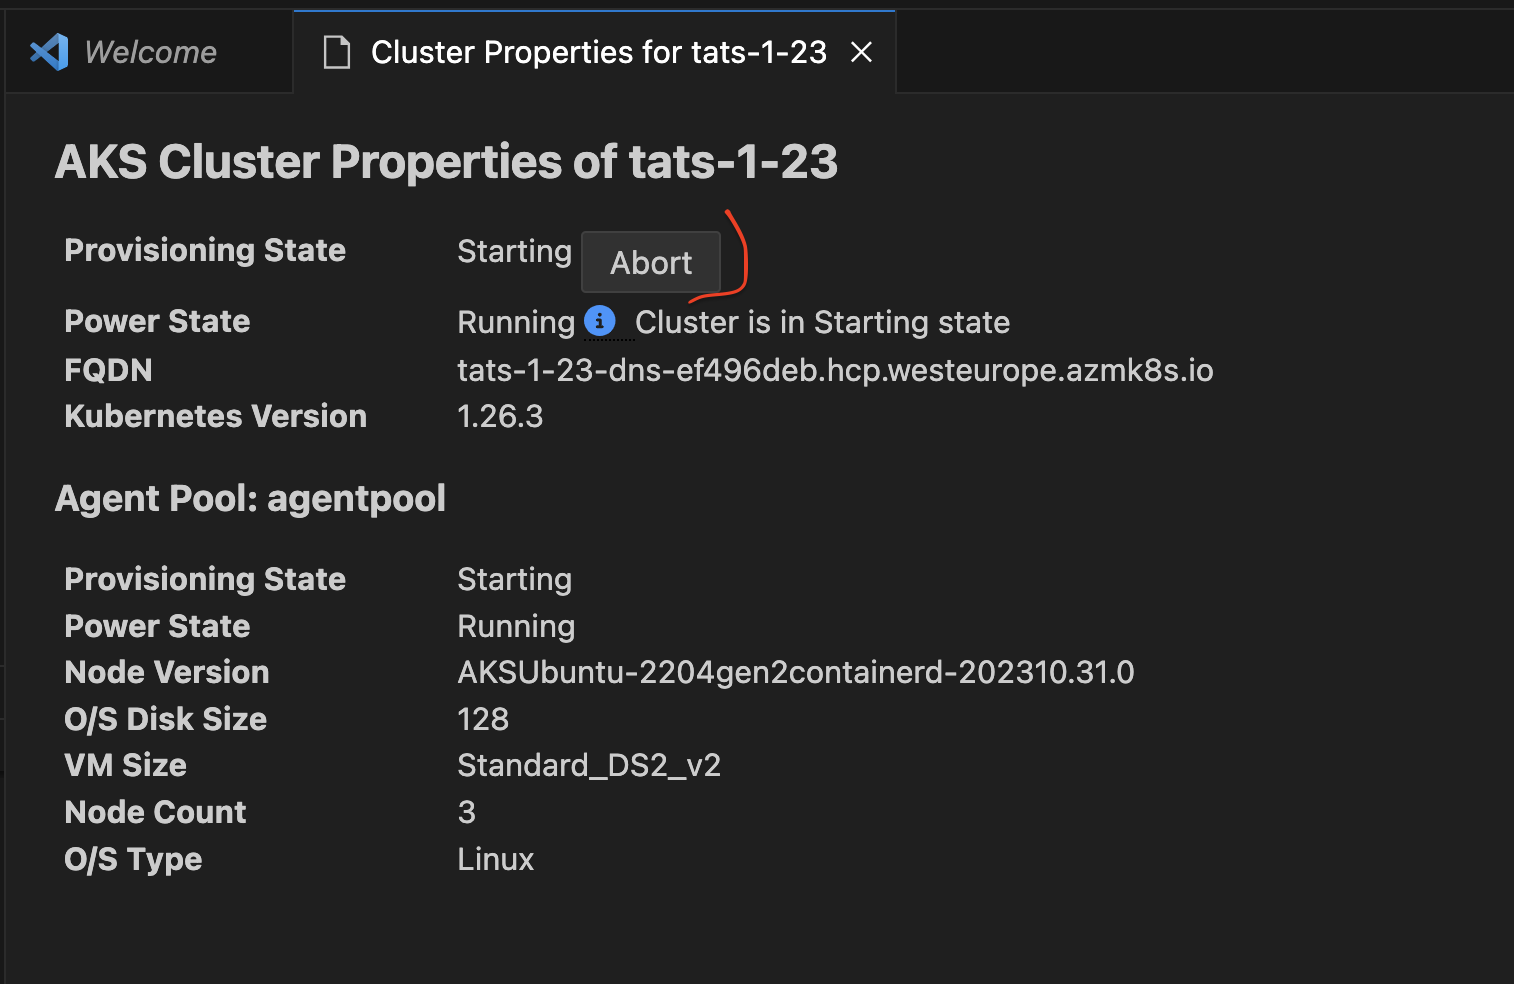 Welcome
Cluster Properties for tats-1-23
AKS Cluster Properties of tats-1-23
Provisioning State Starting Abort
Power State Running Cluster is in Starting state
FQDN tats-1-23-dns-ef496deb.hcp.westeurope.azmk8s.io
Kubernetes Version 1.26.3
Agent Pool: agentpool
Provisioning State Starting
Power State Running
Node Version AKSUbuntu-2204gen2containerd-202310.31.0
O/S Disk Size 128
VM Size Standard_DS2_v2
Node Count 3
O/S Type Linux